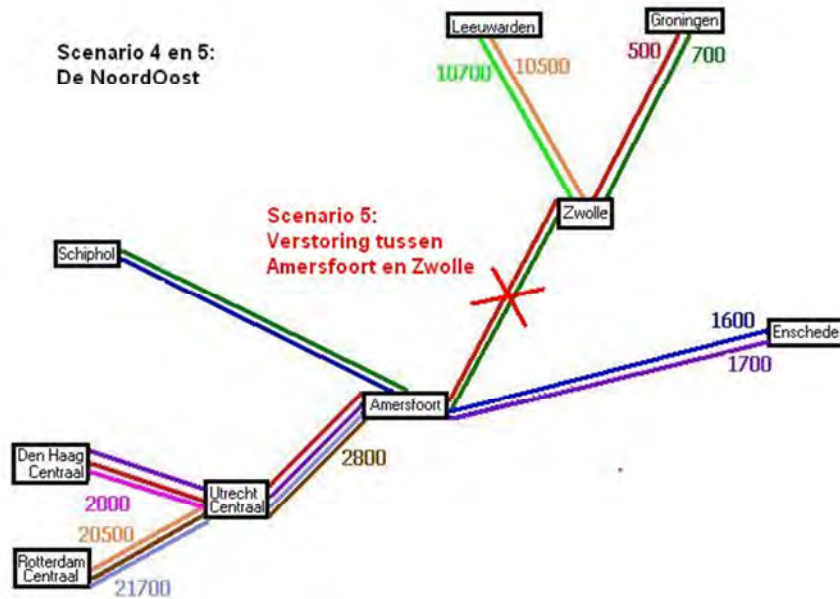 Scenario 4 en 5:
De NoordOost
Leeuwarden
Groningen
10700
10500
500
700
Zwolle
Scenario 5:
Verstoring tussen
Amersfoort en Zwolle
Schiphol
1600
Enschede
1700
Amersfoort
2800
Den Haag
Centraal
2000
Utrecht
Centraal
20500
Rotterdam
Centraal
21700